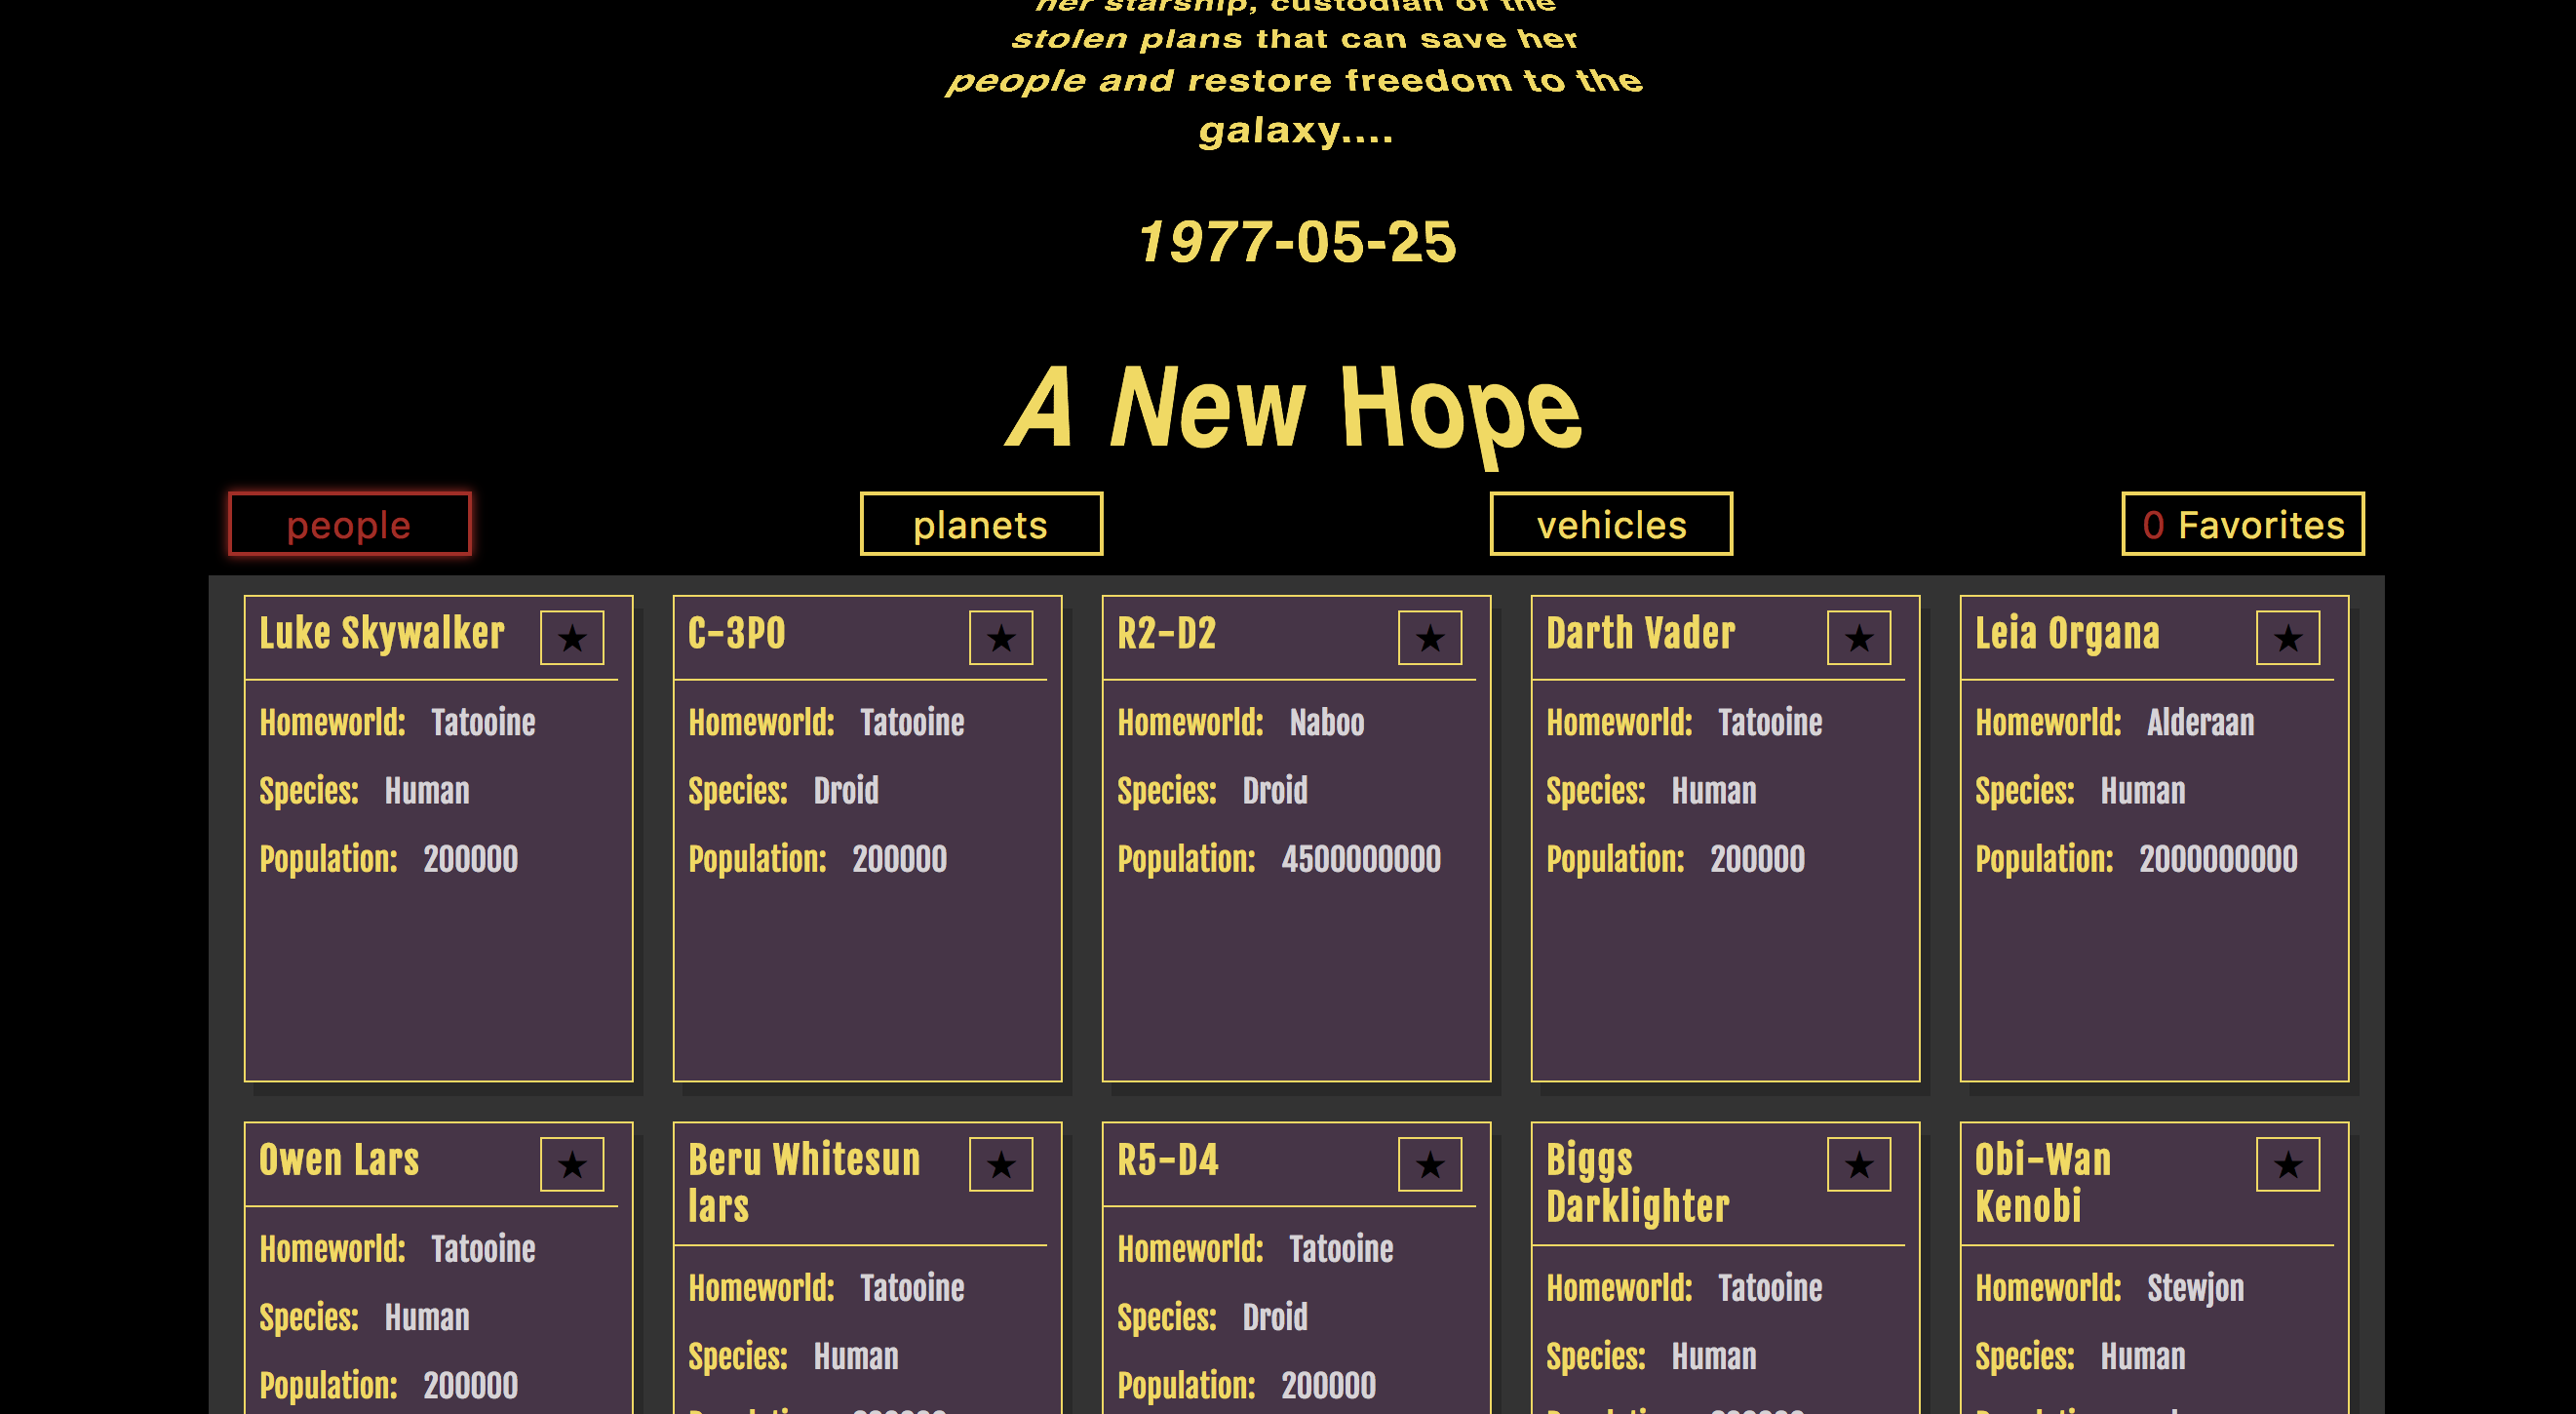 her starship, custodian of the
stolen plans that can save her
people and restore freedom to the
galaxy....
1977-05-25
A New Hope
people
planets
vehicles
0 Favorites
Luke Skywalker ★
Homeworld: Tatooine
Species: Human
Population: 200000
C-3PO ★
Homeworld: Tatooine
Species: Droid
Population: 200000
R2-D2 ★
Homeworld: Naboo
Species: Droid
Population: 4500000000
Darth Vader ★
Homeworld: Tatooine
Species: Human
Population: 200000
Leia Organa ★
Homeworld: Alderaan
Species: Human
Population: 2000000000
Owen Lars ★
Homeworld: Tatooine
Species: Human
Population: 200000
Beru Whitesun ★
lars
Homeworld: Tatooine
Species: Human
R5-D4 ★
Homeworld: Tatooine
Species: Droid
Population: 200000
Biggs ★
Darklighter
Homeworld: Tatooine
Species: Human
Obi-Wan ★
Kenobi
Homeworld: Stewjon
Species: Human